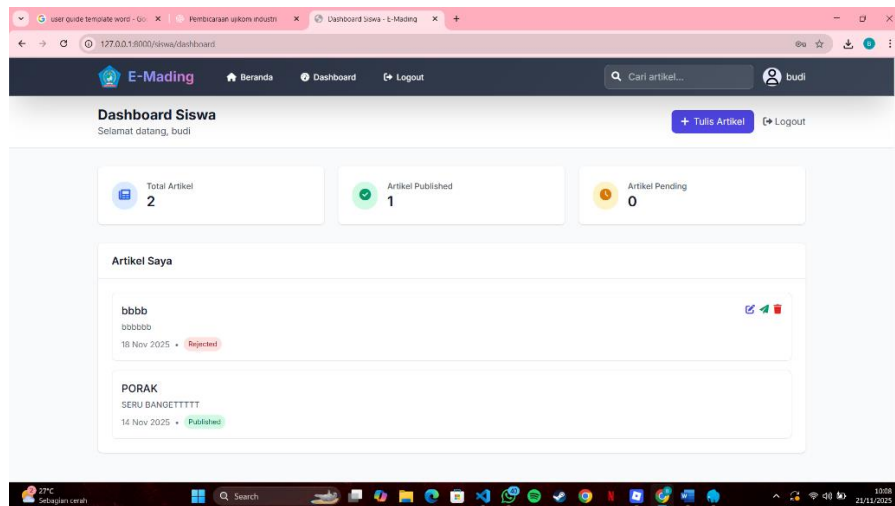 user guide template word - Go
Pembicaraan ujikom industri
Dashboard Siswa - E-Mading
127.0.0.1:8000/siswa/dashboard
E-Mading
Beranda
Dashboard
Logout
Cari artikel...
budi
Dashboard Siswa
Selamat datang, budi
+ Tulis Artikel
Logout
Total Artikel
2
Artikel Published
1
Artikel Pending
0
Artikel Saya
bbbb
bbbbbb
18 Nov 2025 • Rejected
PORAK
SERU BANGETTTTT
14 Nov 2025 • Published
27°C
Sebagian cerah
Search
10:08
21/11/2025